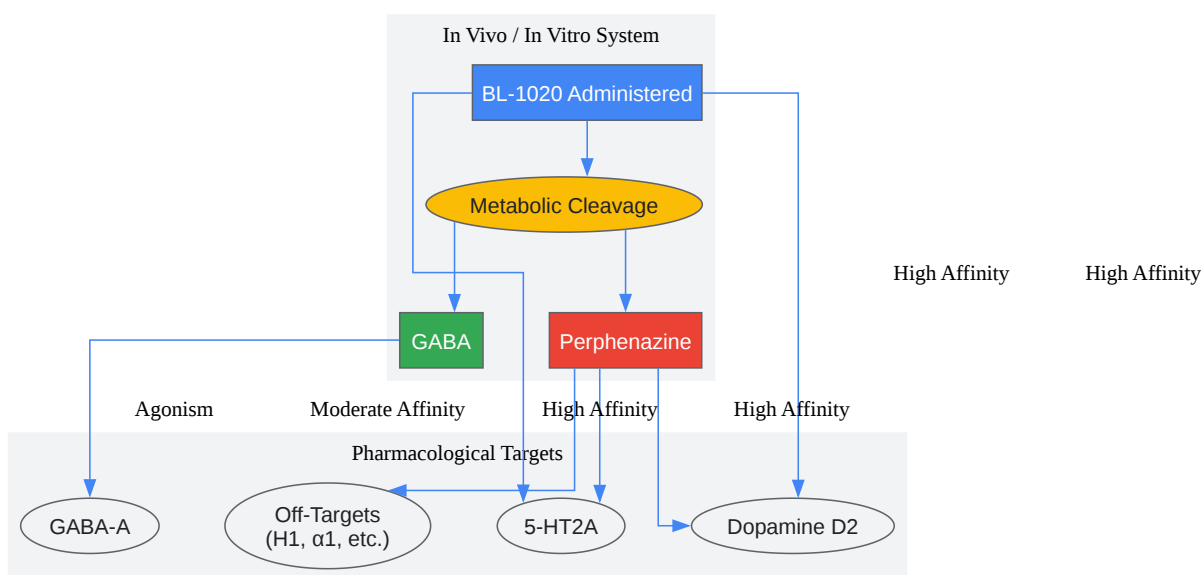 In Vivo / In Vitro System
BL-1020 Administered
Metabolic Cleavage
High Affinity
High Affinity
GABA
Perphenazine
Agonism
Moderate Affinity
High Affinity
High Affinity
Pharmacological Targets
GABA-A
Off-Targets
(H1, α1, etc.)
5-HT2A
Dopamine D2